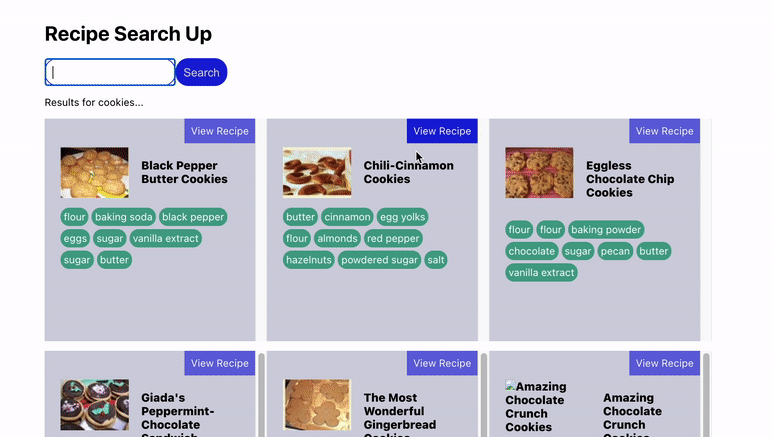 Recipe Search Up
Search
Results for cookies...
View Recipe
Black Pepper
Butter Cookies
flour baking soda black pepper
eggs sugar vanilla extract
sugar butter
View Recipe
Chili-Cinnamon
Cookies
butter cinnamon egg yolks
flour almonds red pepper
hazelnuts powdered sugar salt
View Recipe
Eggless
Chocolate Chip
Cookies
flour flour baking powder
chocolate sugar pecan butter
vanilla extract
View Recipe
Giada's
Peppermint-
Chocolate
Sandwich
View Recipe
The Most
Wonderful
Gingerbread
Cookies
View Recipe
Amazing
Chocolate
Crunch
Cookies
Amazing
Chocolate
Crunch
Cookies